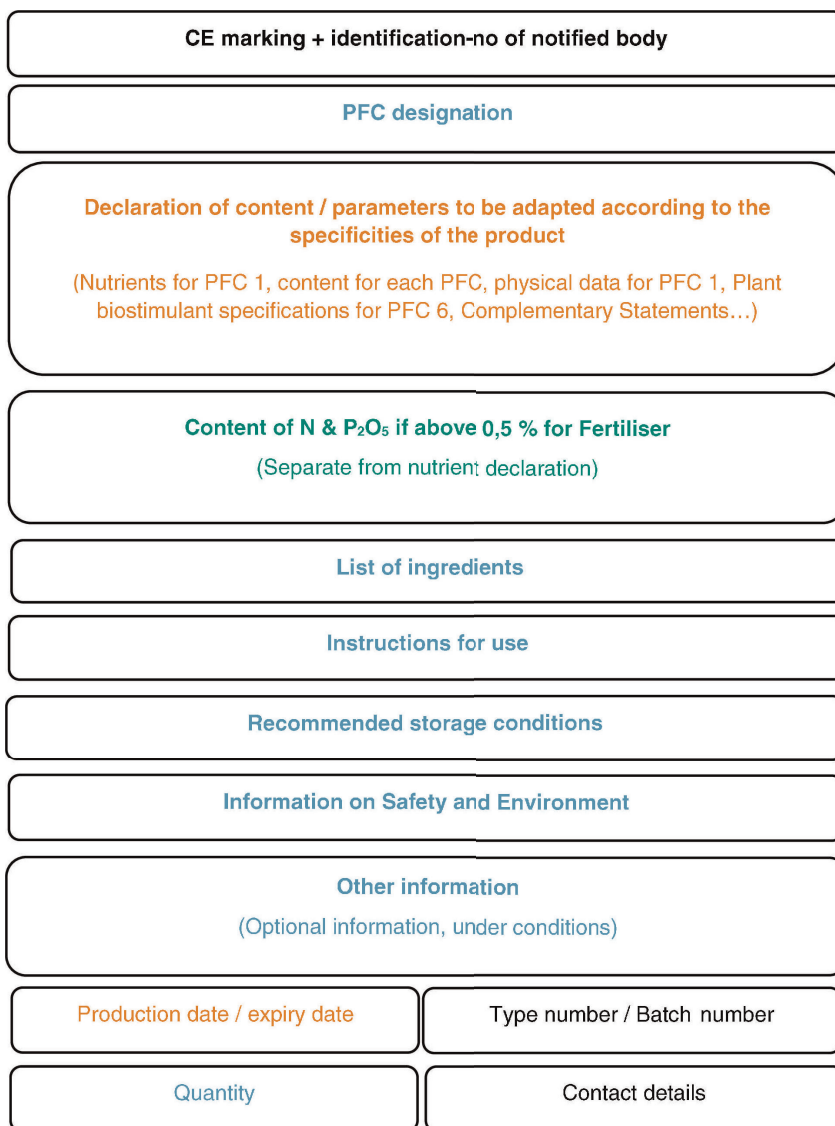 CE marking + identification-no of notified body
PFC designation
Declaration of content / parameters to be adapted according to the
specificities of the product
(Nutrients for PFC 1, content for each PFC, physical data for PFC 1, Plant
biostimulant specifications for PFC 6, Complementary Statements…)
Content of N & P₂O₅ if above 0,5 % for Fertiliser
(Separate from nutrient declaration)
List of ingredients
Instructions for use
Recommended storage conditions
Information on Safety and Environment
Other information
(Optional information, under conditions)
Production date / expiry date
Type number / Batch number
Quantity
Contact details